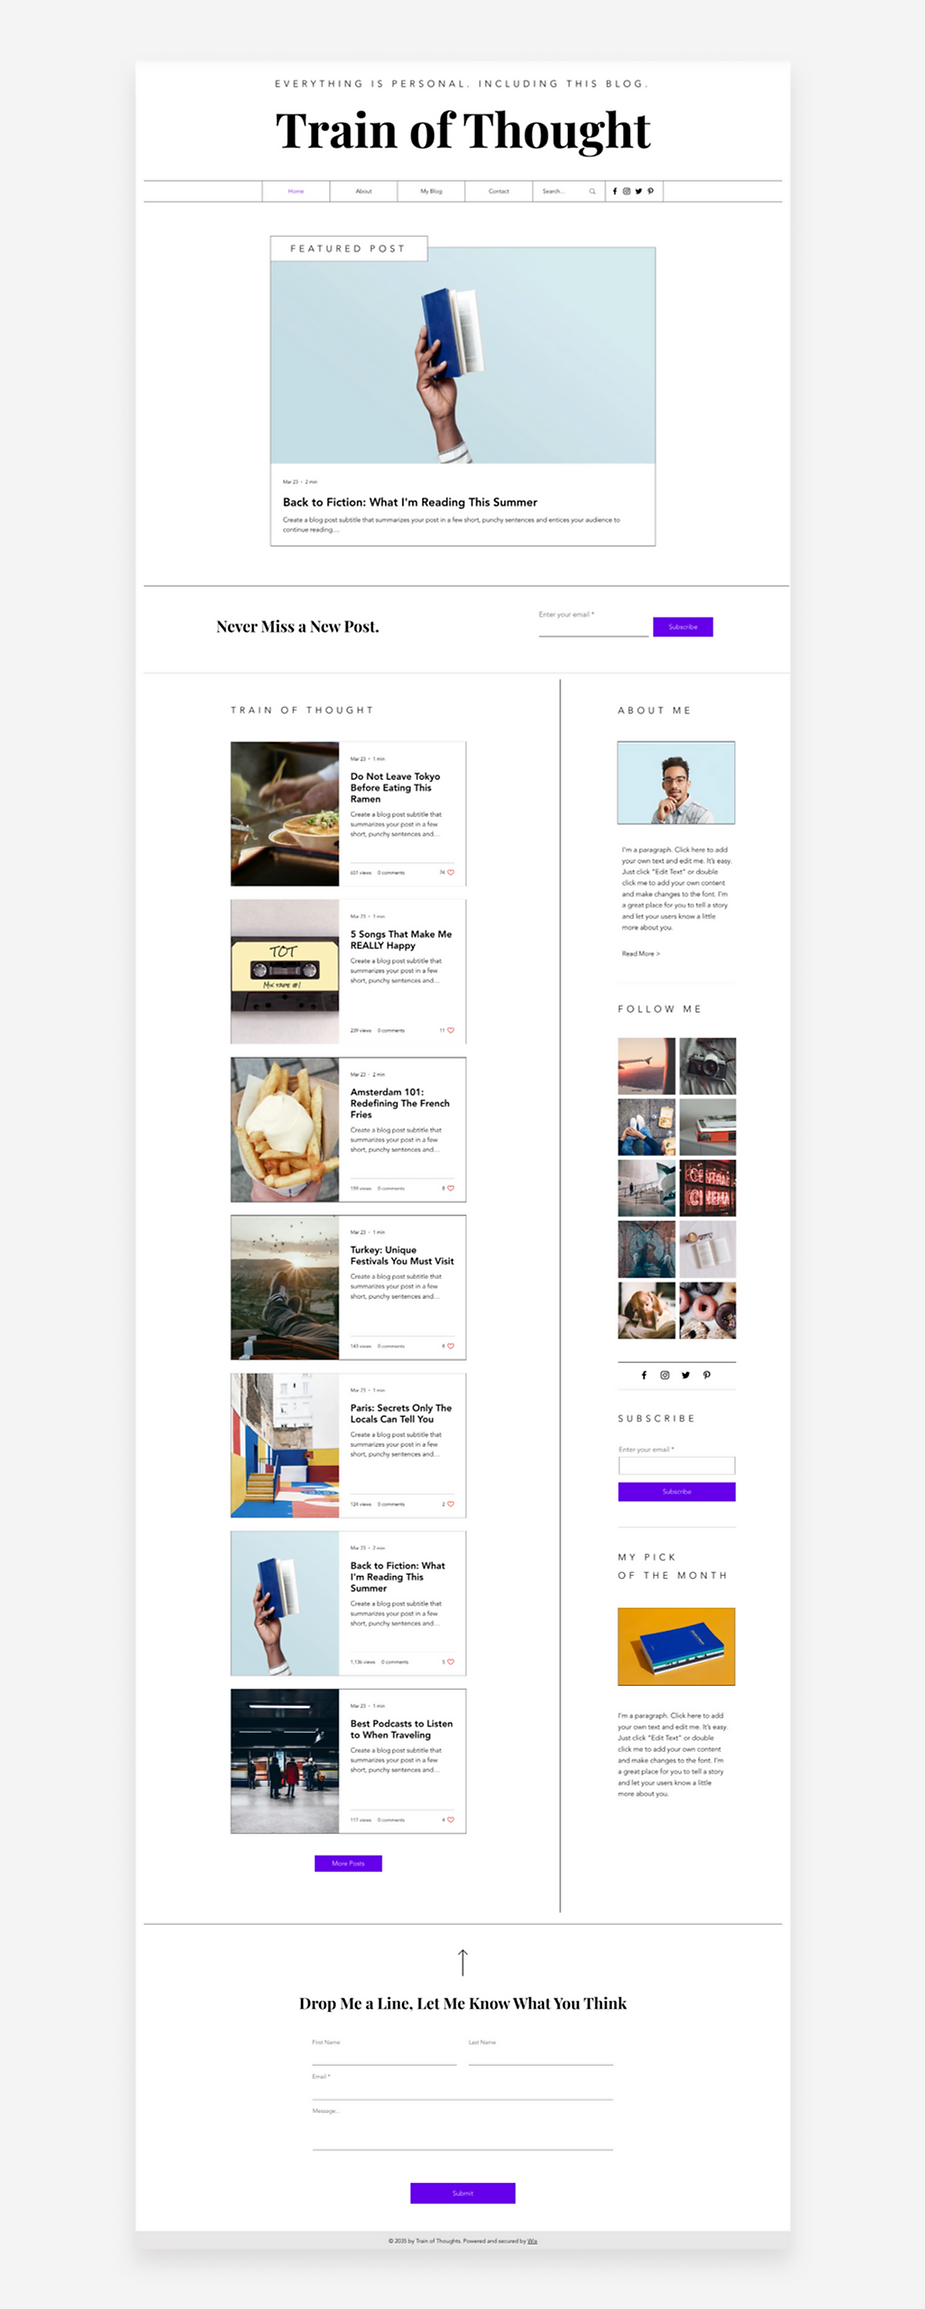 EVERYTHING IS PERSONAL. INCLUDING THIS BLOG.
Train of Thought
Home
About
My Blog
Contact
Search...
FEATURED POST
Mar 23 · 2 min
Back to Fiction: What I'm Reading This Summer
Create a blog post subtitle that summarizes your post in a few short, punchy sentences and entices your audience to
continue reading....
Never Miss a New Post.
Enter your email *
Subscribe
TRAIN OF THOUGHT
Mar 23 · 1 min
Do Not Leave Tokyo
Before Eating This
Ramen
Create a blog post subtitle that
summarizes your post in a few
short, punchy sentences and...
651 views 0 comments
74
TOT
MIX TAPE #1
Mar 23 · 1 min
5 Songs That Make Me
REALLY Happy
Create a blog post subtitle that
summarizes your post in a few
short, punchy sentences and...
239 views 0 comments
11
Mar 23 · 2 min
Amsterdam 101:
Redefining The French
Fries
Create a blog post subtitle that
summarizes your post in a few
short, punchy sentences and...
199 views 0 comments
8
Mar 23 · 1 min
Turkey: Unique
Festivals You Must Visit
Create a blog post subtitle that
summarizes your post in a few
short, punchy sentences and...
143 views 0 comments
Mar 23 · 1 min
Paris: Secrets Only The
Locals Can Tell You
Create a blog post subtitle that
summarizes your post in a few
short, punchy sentences and...
124 views 0 comments
2
Mar 23 · 2 min
Back to Fiction: What
I'm Reading This
Summer
Create a blog post subtitle that
summarizes your post in a few
short, punchy sentences and...
1,136 views 0 comments
5
Mar 23 · 1 min
Best Podcasts to Listen
to When Traveling
Create a blog post subtitle that
summarizes your post in a few
short, punchy sentences and...
117 views 0 comments
4
More Posts
ABOUT ME
I'm a paragraph. Click here to add
your own text and edit me. It's easy.
Just click "Edit Text" or double
click me to add your own content
and make changes to the font. I'm
a great place for you to tell a story
and let your users know a little
more about you.
Read More >
FOLLOW ME
CENTRAL
CINEMA
SUBSCRIBE
Enter your email *
Subscribe
MY PICK
OF THE MONTH
I'm a paragraph. Click here to add
your own text and edit me. It's easy.
Just click "Edit Text" or double
click me to add your own content
and make changes to the font. I'm
a great place for you to tell a story
and let your users know a little
more about you.
Drop Me a Line, Let Me Know What You Think
First Name
Last Name
Email *
Message...
Submit
© 2035 by Train of Thoughts. Powered and secured by Wix